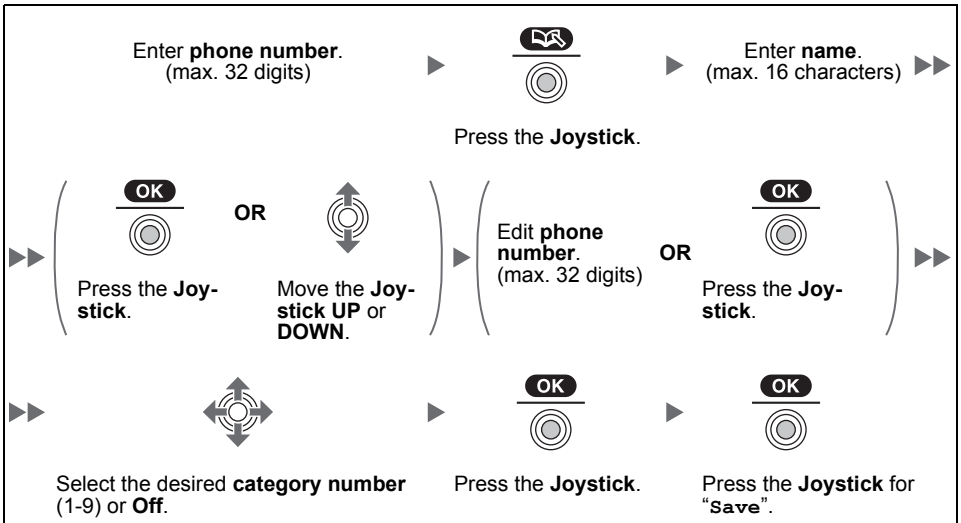 Enter phone number.
(max. 32 digits)
Press the Joystick.
Enter name.
(max. 16 characters)
OK
Press the Joy-
stick.
OR
Move the Joy-
stick UP or
DOWN.
Edit phone
number.
(max. 32 digits)
OR
OK
Press the Joy-
stick.
Select the desired category number
(1-9) or Off.
OK
Press the Joystick.
OK
Press the Joystick for
“Save”.